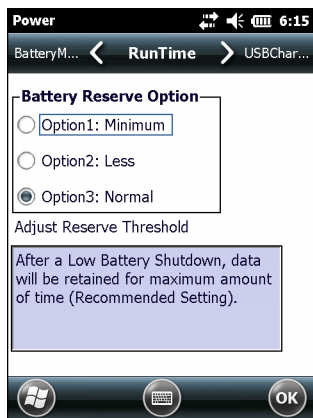 Power 6:15
BatteryM... RunTime USBChar...
Battery Reserve Option
Option1: Minimum
Option2: Less
Option3: Normal
Adjust Reserve Threshold
After a Low Battery Shutdown, data
will be retained for maximum amount
of time (Recommended Setting).
OK